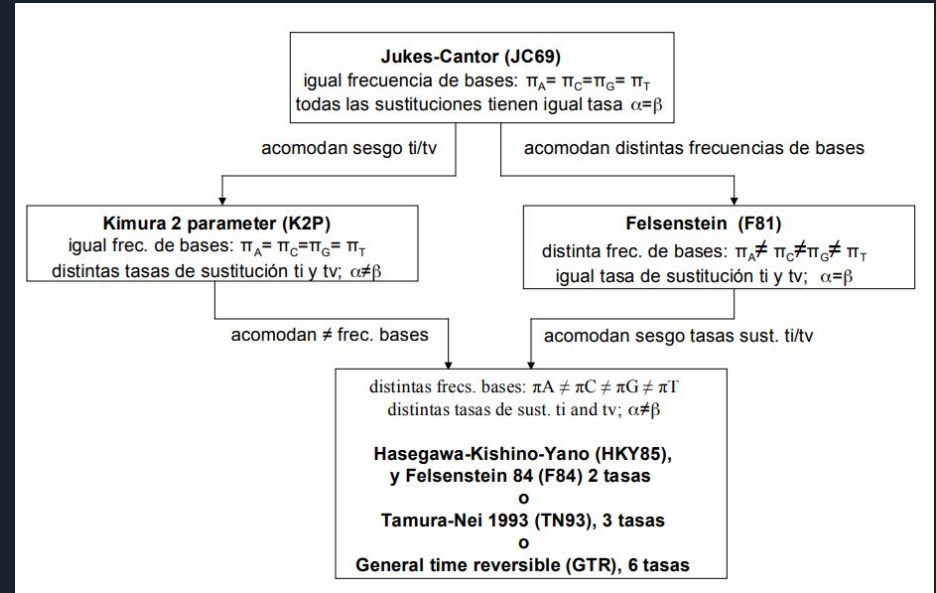 Jukes-Cantor (JC69)
igual frecuencia de bases: πA= πC=πG= πT
todas las sustituciones tienen igual tasa α=β
acomodan sesgo ti/tv
acomodan distintas frecuencias de bases
Kimura 2 parameter (K2P)
igual frec. de bases: πA= πC=πG= πT
distintas tasas de sustitución ti y tv; α≠β
Felsenstein (F81)
distinta frec. de bases: πA≠ πC≠πG≠ πT
igual tasa de sustitución ti y tv; α=β
acomodan ≠ frec. bases
acomodan sesgo tasas sust. ti/tv
distintas frecs. bases: πA ≠ πC ≠ πG ≠ πT
distintas tasas de sust. ti and tv; α≠β
Hasegawa-Kishino-Yano (HKY85),
y Felsenstein 84 (F84) 2 tasas
o
Tamura-Nei 1993 (TN93), 3 tasas
o
General time reversible (GTR), 6 tasas